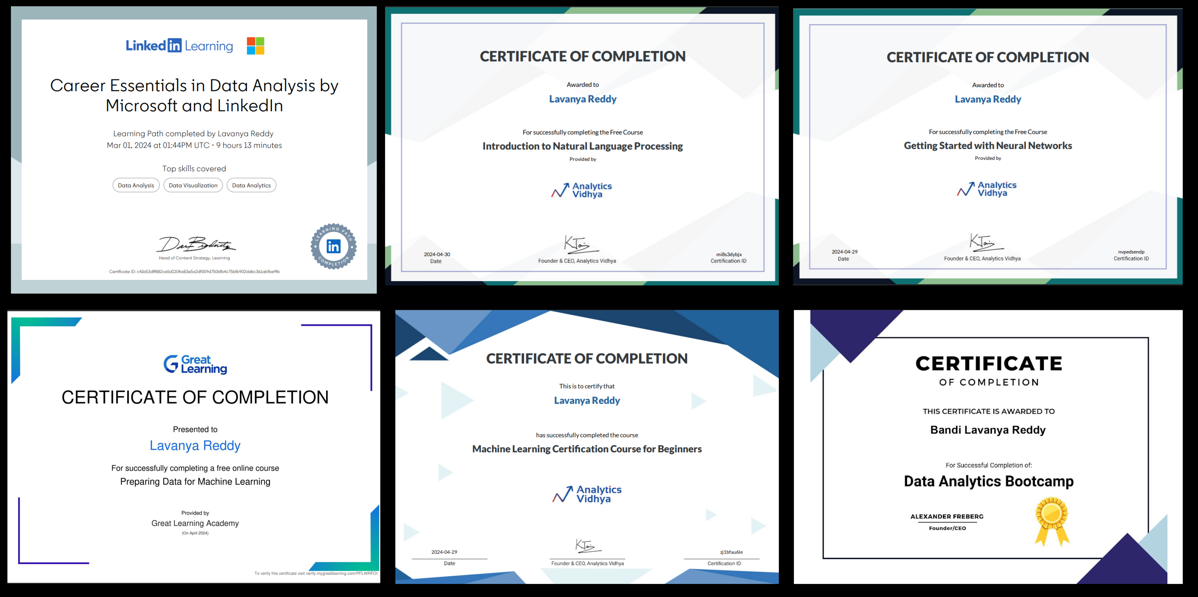 LinkedIn Learning
Career Essentials in Data Analysis by
Microsoft and LinkedIn
Learning Path completed by Lavanya Reddy
Mar 01, 2024 at 01:44PM UTC • 9 hours 13 minutes
Top skills covered
Data Analysis
Data Visualization
Data Analytics
Head of Content Strategy, Learning
Certificate ID:
CERTIFICATE OF COMPLETION
Awarded to
Lavanya Reddy
For successfully completing the Free Course
Introduction to Natural Language Processing
Provided by
Analytics
Vidhya
2024-04-30
Date
Founder & CEO, Analytics Vidhya
Certification ID
CERTIFICATE OF COMPLETION
Awarded to
Lavanya Reddy
For successfully completing the Free Course
Getting Started with Neural Networks
Provided by
Analytics
Vidhya
2024-04-29
Date
Founder & CEO, Analytics Vidhya
Certification ID
Great
Learning
CERTIFICATE OF COMPLETION
Presented to
Lavanya Reddy
For successfully completing a free online course
Preparing Data for Machine Learning
Provided by
Great Learning Academy
(On April 2024)
To verify this certificate visit verify.mygreatlearning.com/
CERTIFICATE OF COMPLETION
This is to certify that
Lavanya Reddy
has successfully completed the course
Machine Learning Certification Course for Beginners
Analytics
Vidhya
2024-04-29
Date
Founder & CEO, Analytics Vidhya
Certification ID
CERTIFICATE
OF COMPLETION
THIS CERTIFICATE IS AWARDED TO
Bandi Lavanya Reddy
For Successful Completion of:
Data Analytics Bootcamp
ALEXANDER FREBERG
Founder/CEO